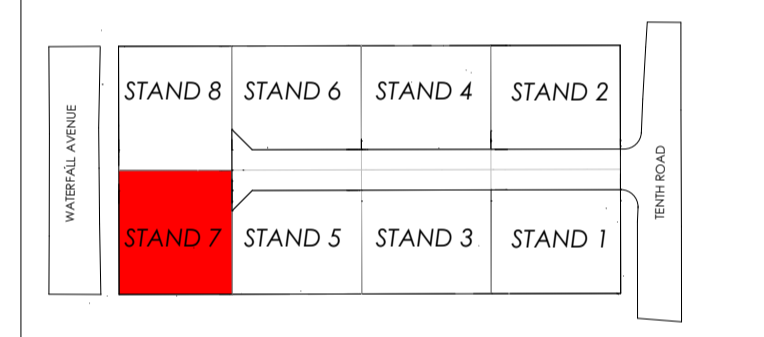 WATERFALL AVENUE
STAND 8
STAND 6
STAND 4
STAND 2
TENTH ROAD
STAND 7
STAND 5
STAND 3
STAND 1